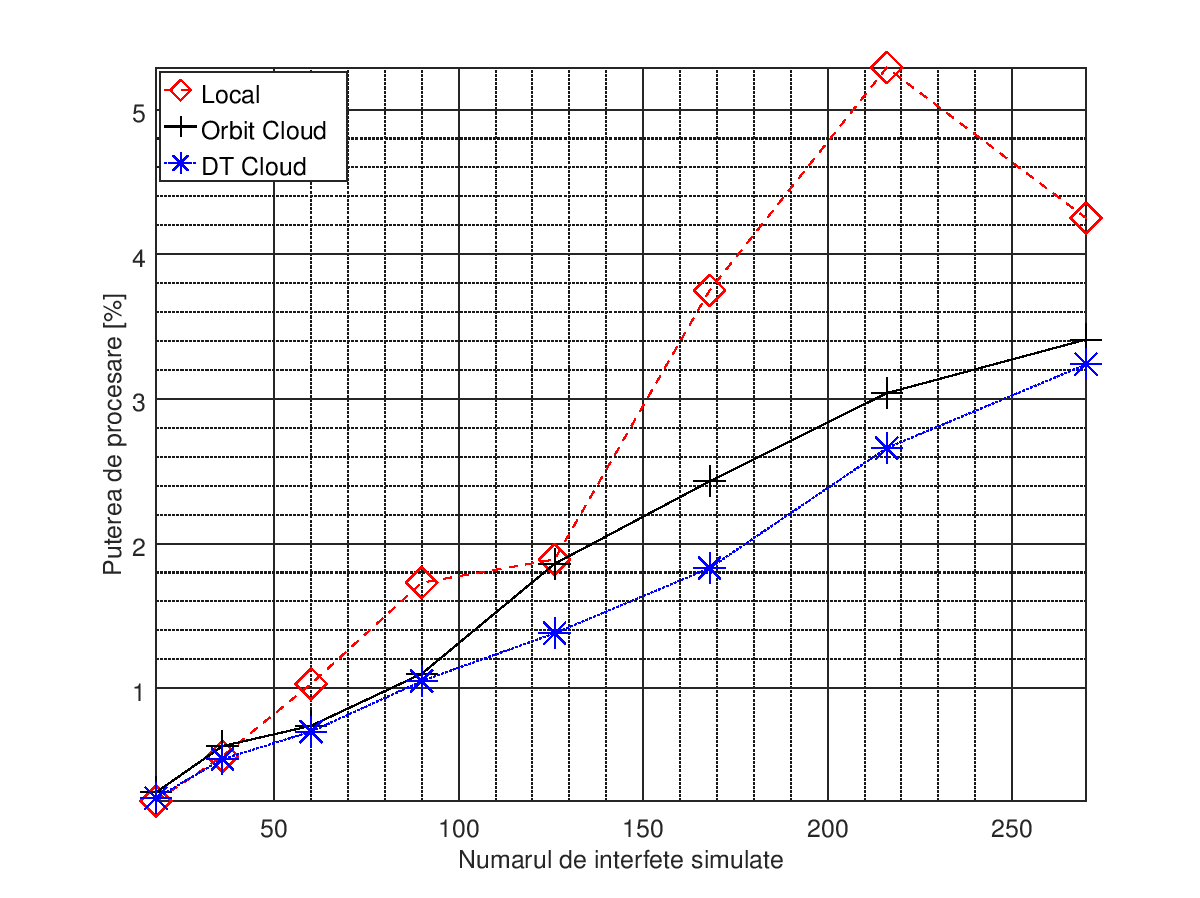 Local
Orbit Cloud
DT Cloud
5
4
3
2
1
Puterea de procesare [%]
50 100 150 200 250
Numarul de interfete simulate